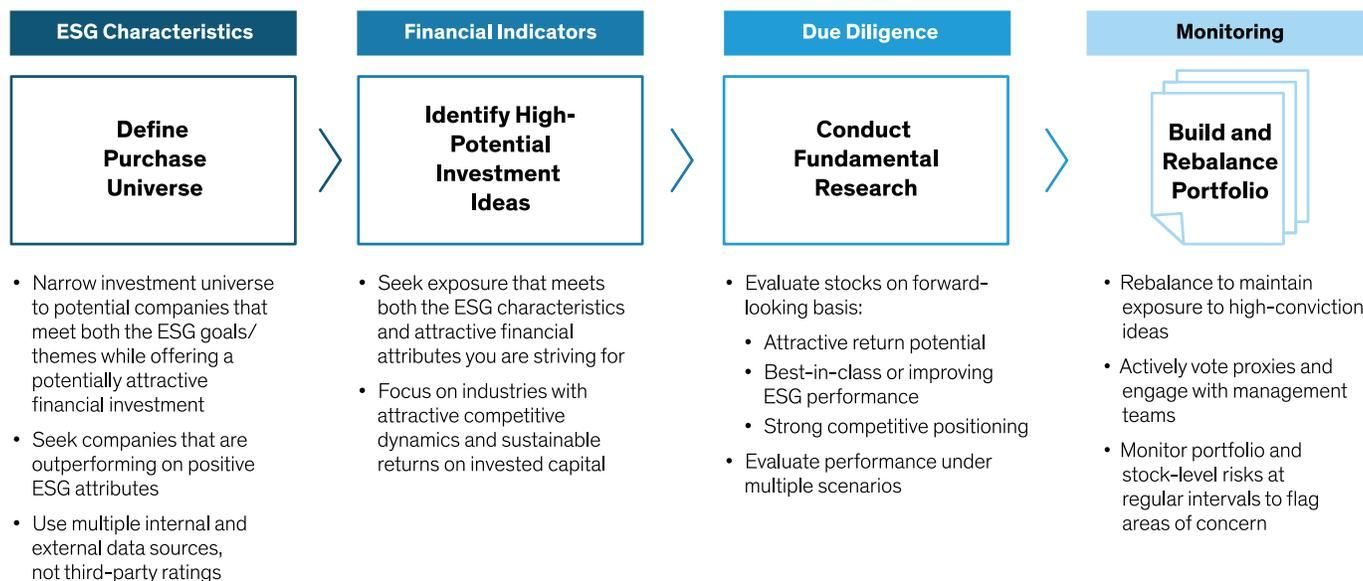 ESG Characteristics
Define
Purchase
Universe
• Narrow investment universe
to potential companies that
meet both the ESG goals/
themes while offering a
potentially attractive
financial investment
• Seek companies that are
outperforming on positive
ESG attributes
• Use multiple internal and
external data sources,
not third-party ratings
Financial Indicators
Identify High-
Potential
Investment
Ideas
• Seek exposure that meets
both the ESG characteristics
and attractive financial
attributes you are striving for
• Focus on industries with
attractive competitive
dynamics and sustainable
returns on invested capital
Due Diligence
Conduct
Fundamental
Research
• Evaluate stocks on forward-
looking basis:
• Attractive return potential
• Best-in-class or improving
ESG performance
• Strong competitive positioning
• Evaluate performance under
multiple scenarios
Monitoring
Build and
Rebalance
Portfolio
• Rebalance to maintain
exposure to high-conviction
ideas
• Actively vote proxies and
engage with management
teams
• Monitor portfolio and
stock-level risks at
regular intervals to flag
areas of concern